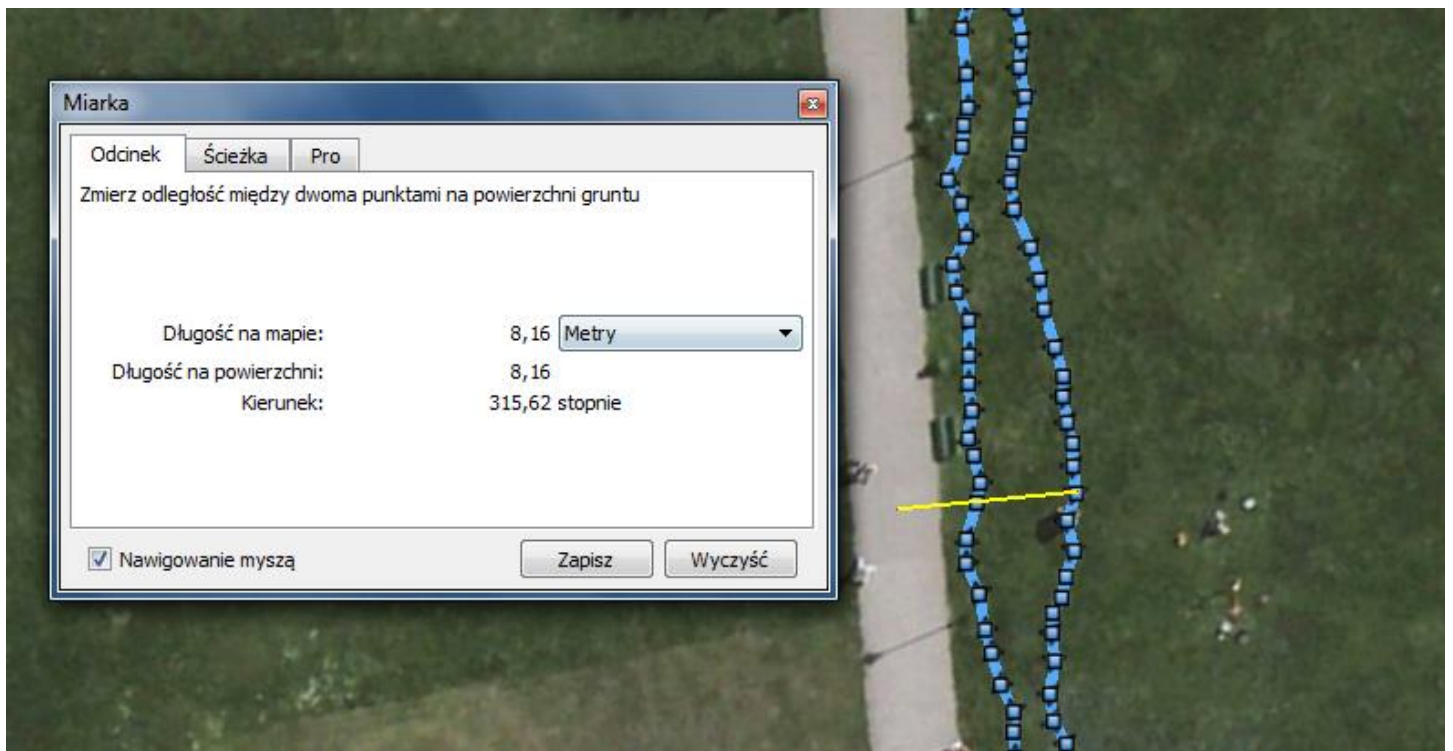 Miarka
Odcinek Ścieżka Pro
Zmierz odległość między dwoma punktami na powierzchni gruntu
Długość na mapie: 8,16 Metry
Długość na powierzchni: 8,16
Kierunek: 315,62 stopnie
Nawigowanie myszą Zapisz Wyczyść